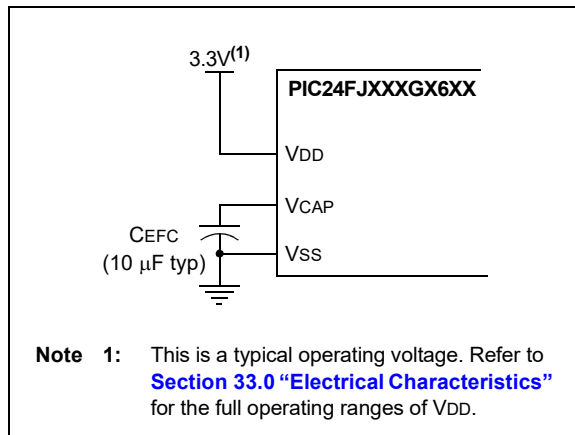 3.3V(1)
PIC24FJXXXGX6XX
VDD
VCAP
CEFC
(10 μF typ)
VSS
Note 1: This is a typical operating voltage. Refer to
Section 33.0 “Electrical Characteristics”
for the full operating ranges of VDD.